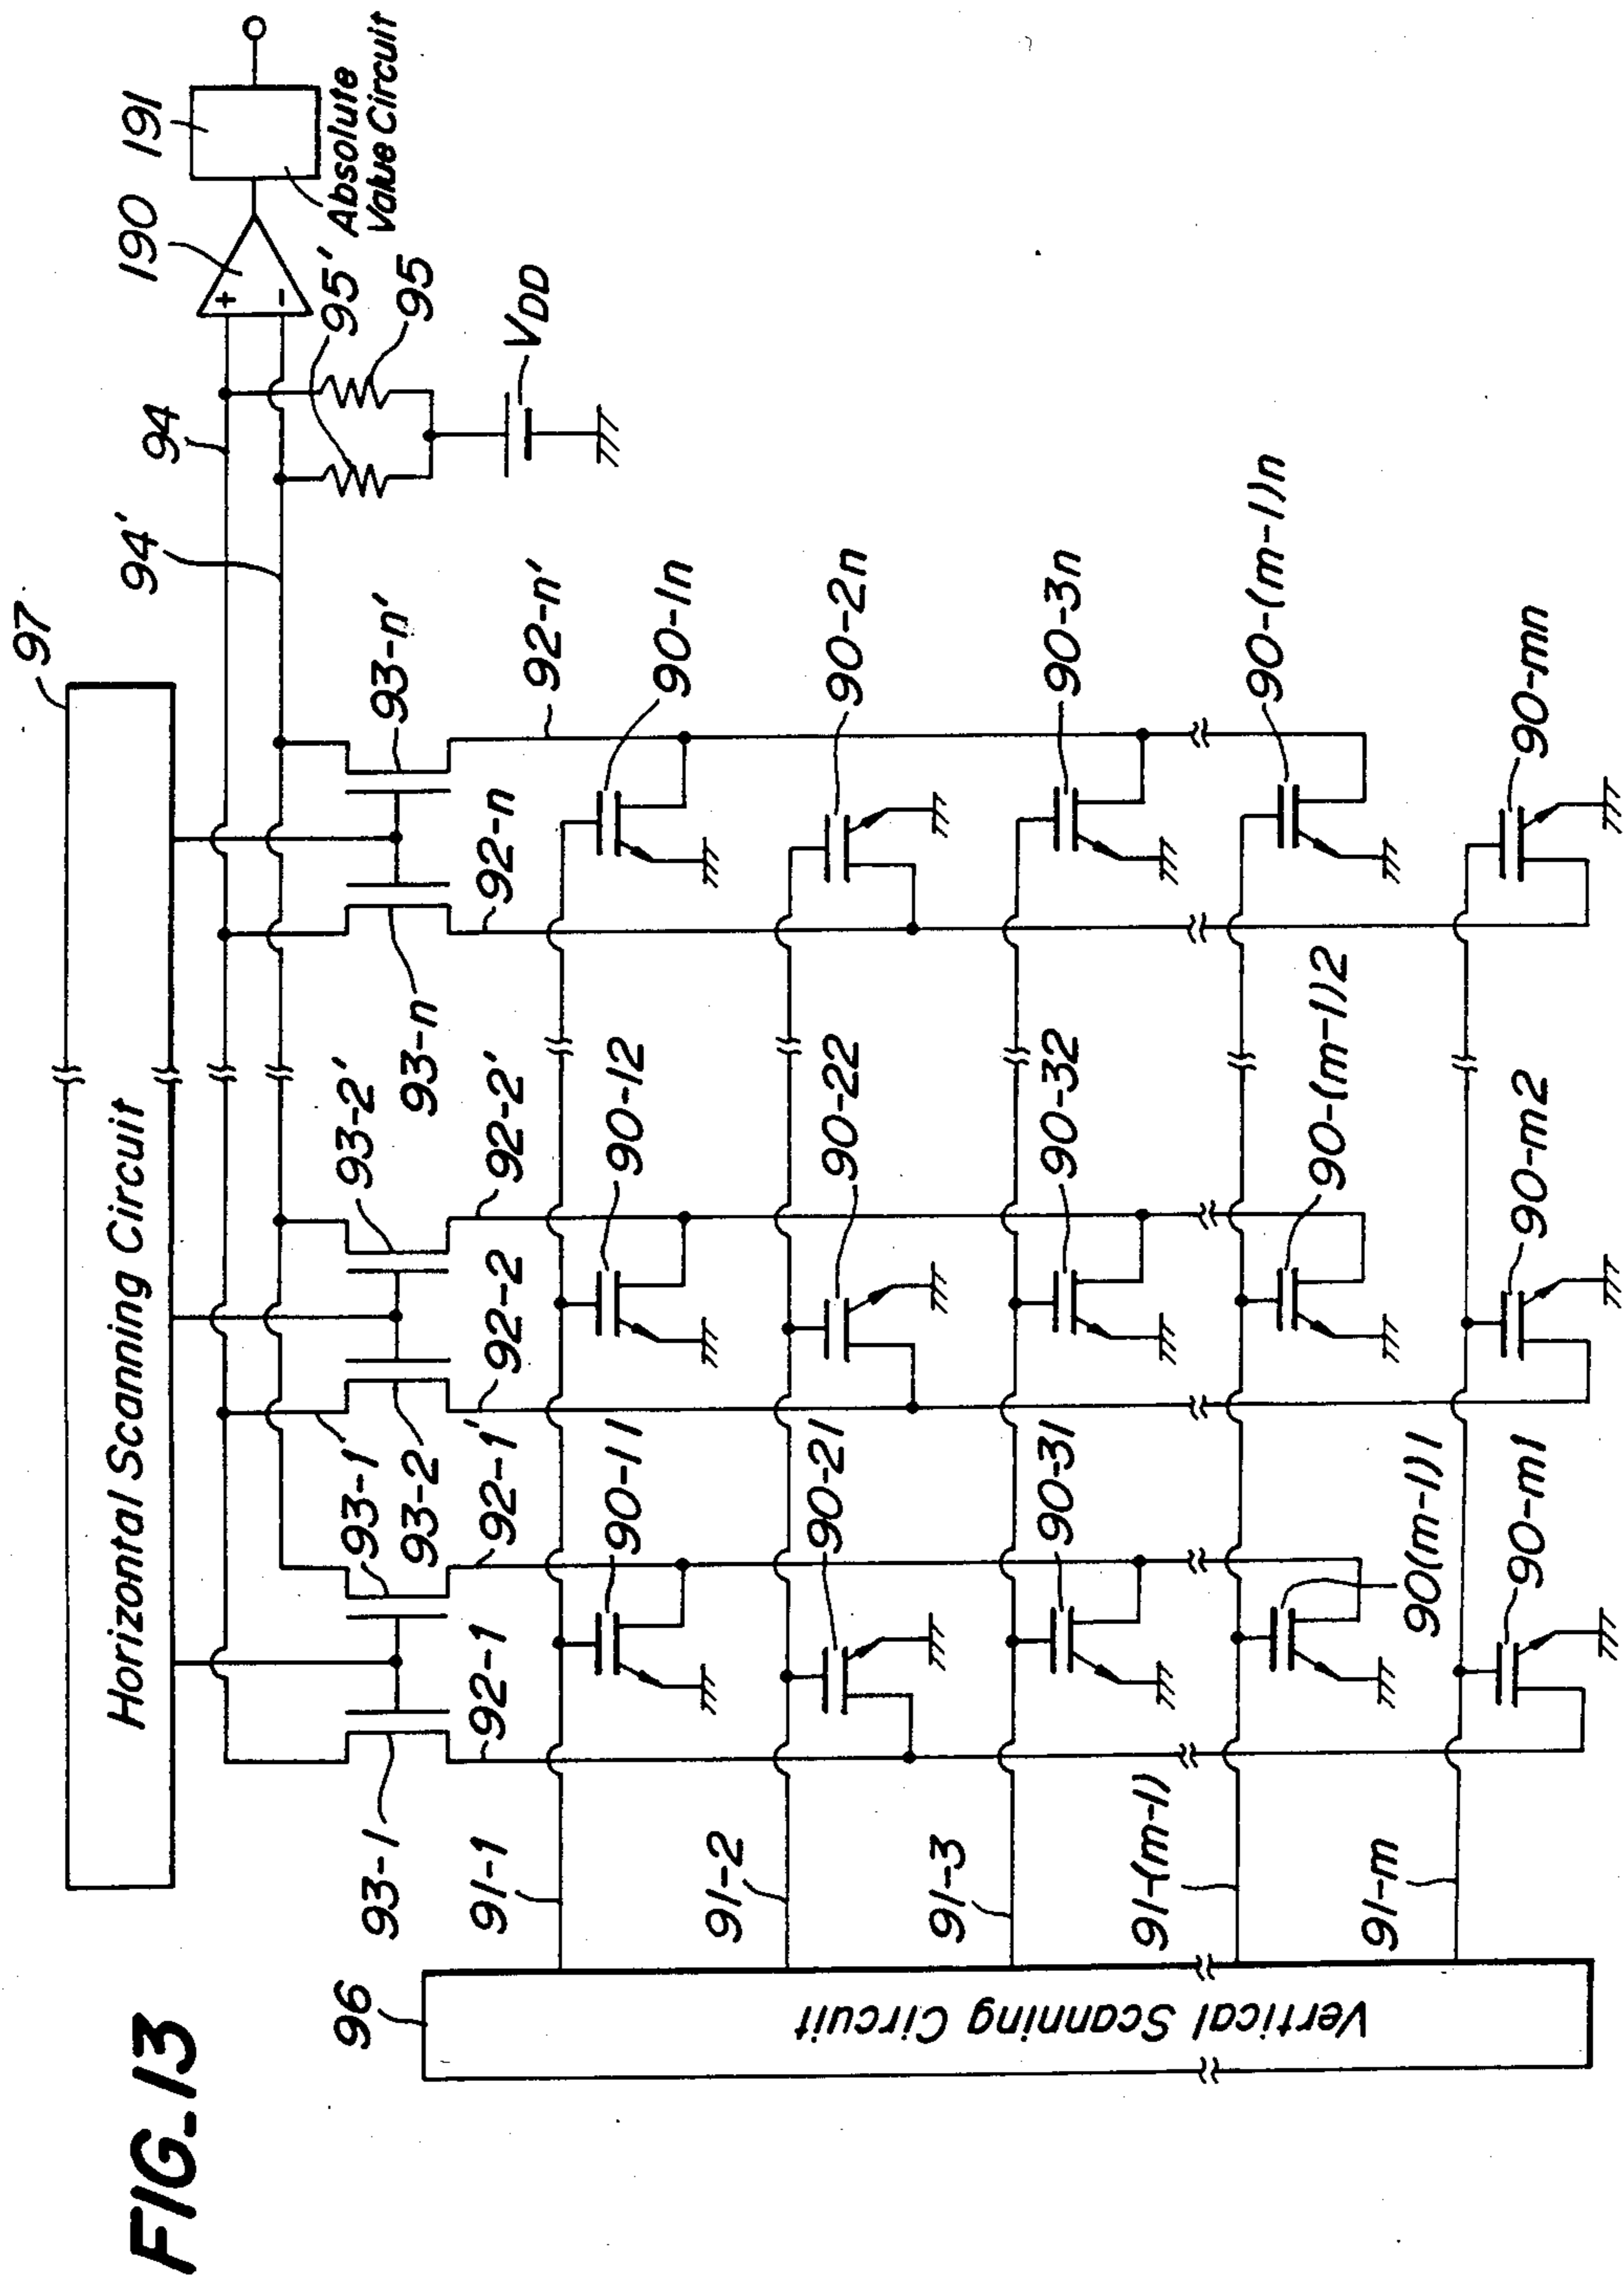 FIG_13
97
Horizontal Scanning Circuit
190
191
+
-
Absolute
Value Circuit
94'
94
95'
95
VDD
93-1
93-1'
93-2
93-2'
93-n
93-n'
92-1
92-1'
92-2
92-2'
92-n
92-n'
96
Vertical Scanning Circuit
91-1
90-11
90-12
90-1n
91-2
90-21
90-22
90-2n
91-3
90-31
90-32
90-3n
91-(m-1)
90(m-1)1
90-(m-1)2
90-(m-1)n
91-m
90-m1
90-m2
90-mn